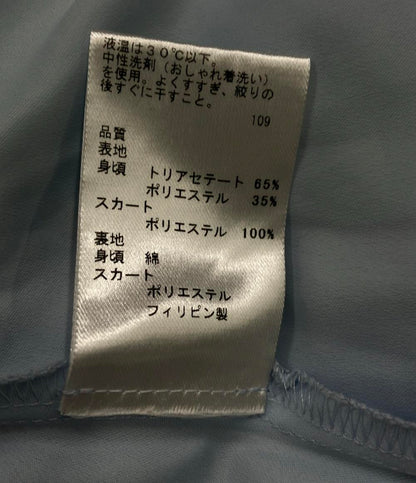 液温は30℃以下。
中性洗剤（おしゃれ着洗い）
を使用。よくすすぎ、絞りの
後すぐに干すこと。
109
品質
表地
身頃 トリアセテート 65%
ポリエステル 35%
スカート
ポリエステル 100%
裏地
身頃 綿
スカート
ポリエステル
フィリピン製